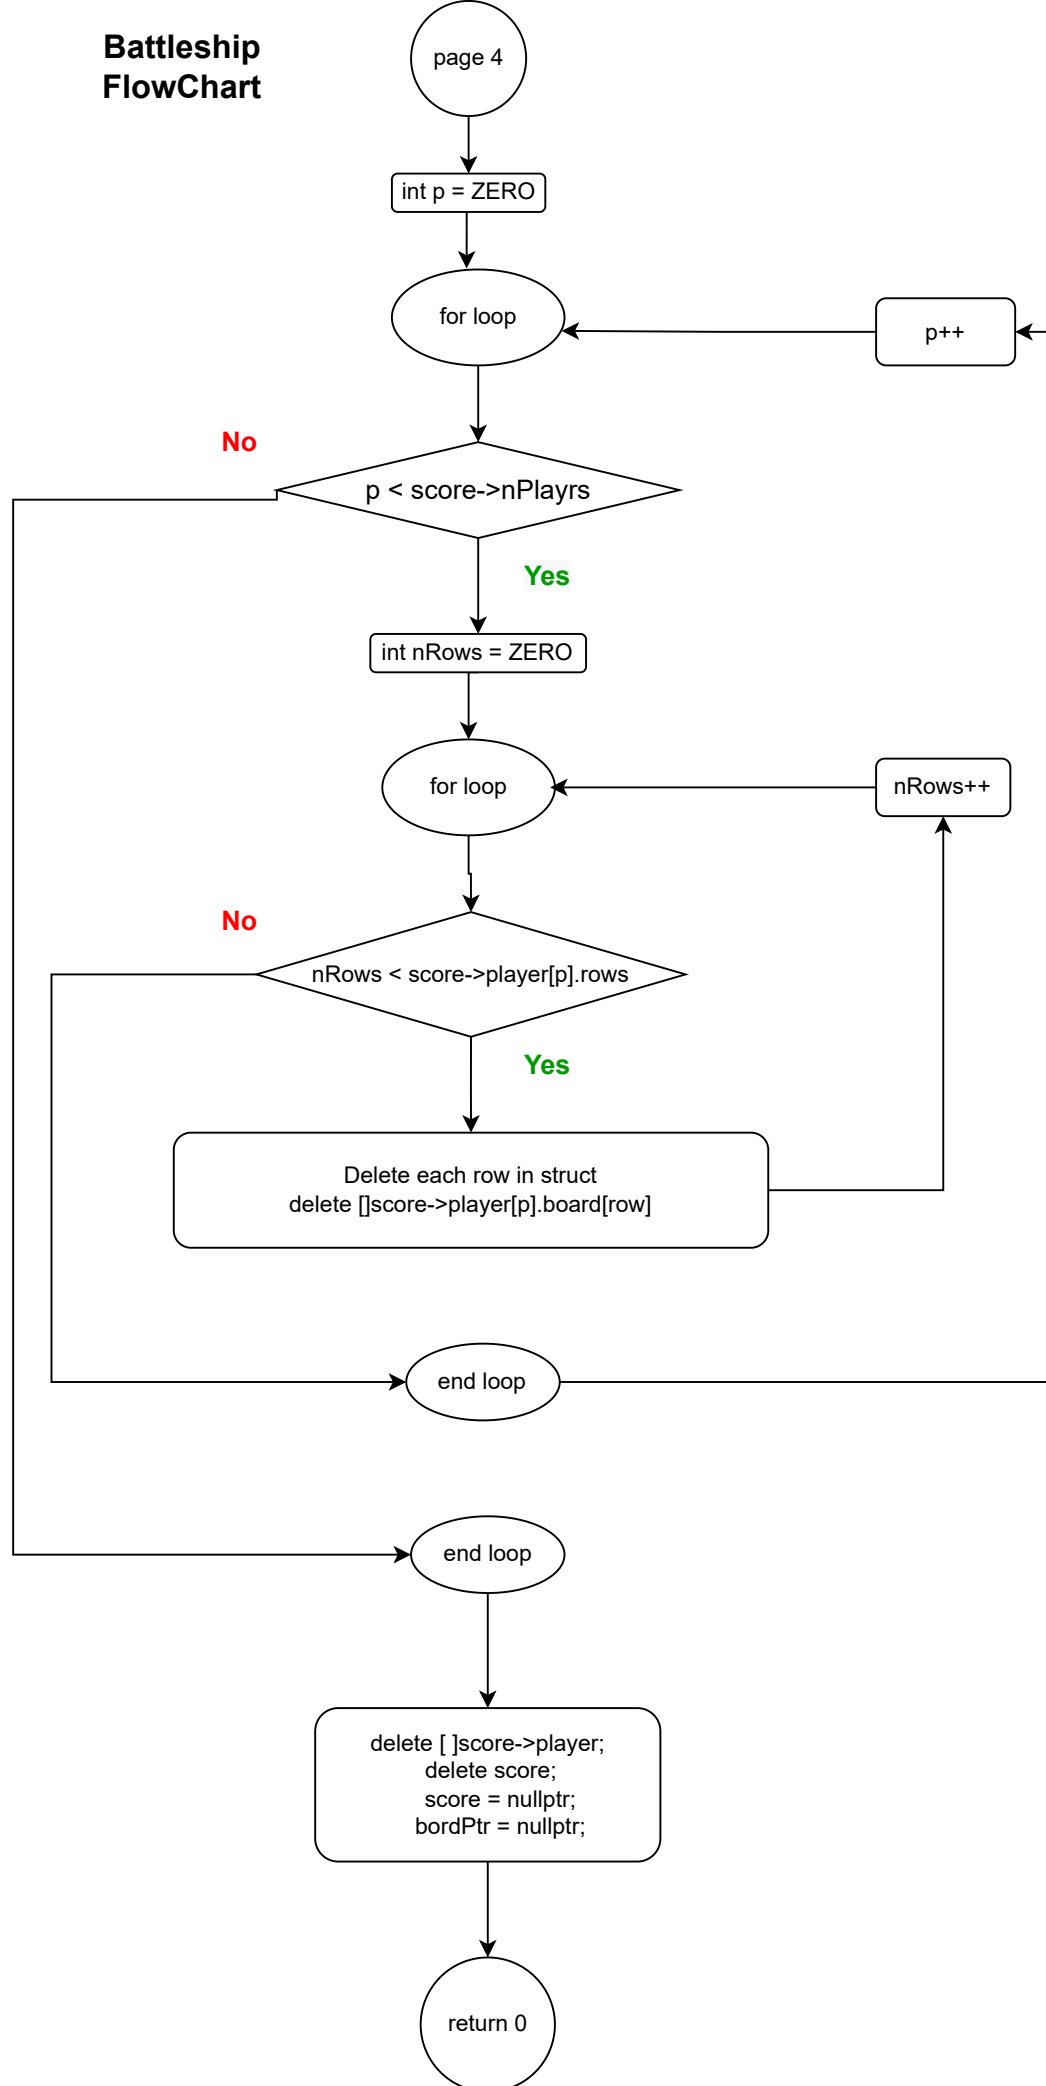 Battleship
FlowChart
page 4
int p = ZERO
for loop
p++
No
p < score->nPlayrs
Yes
int nRows = ZERO
for loop
nRows++
No
nRows < score->player[p].rows
Yes
Delete each row in struct
delete []score->player[p].board[row]
end loop
end loop
delete [ ]score->player;
delete score;
score = nullptr;
bordPtr = nullptr;
return 0